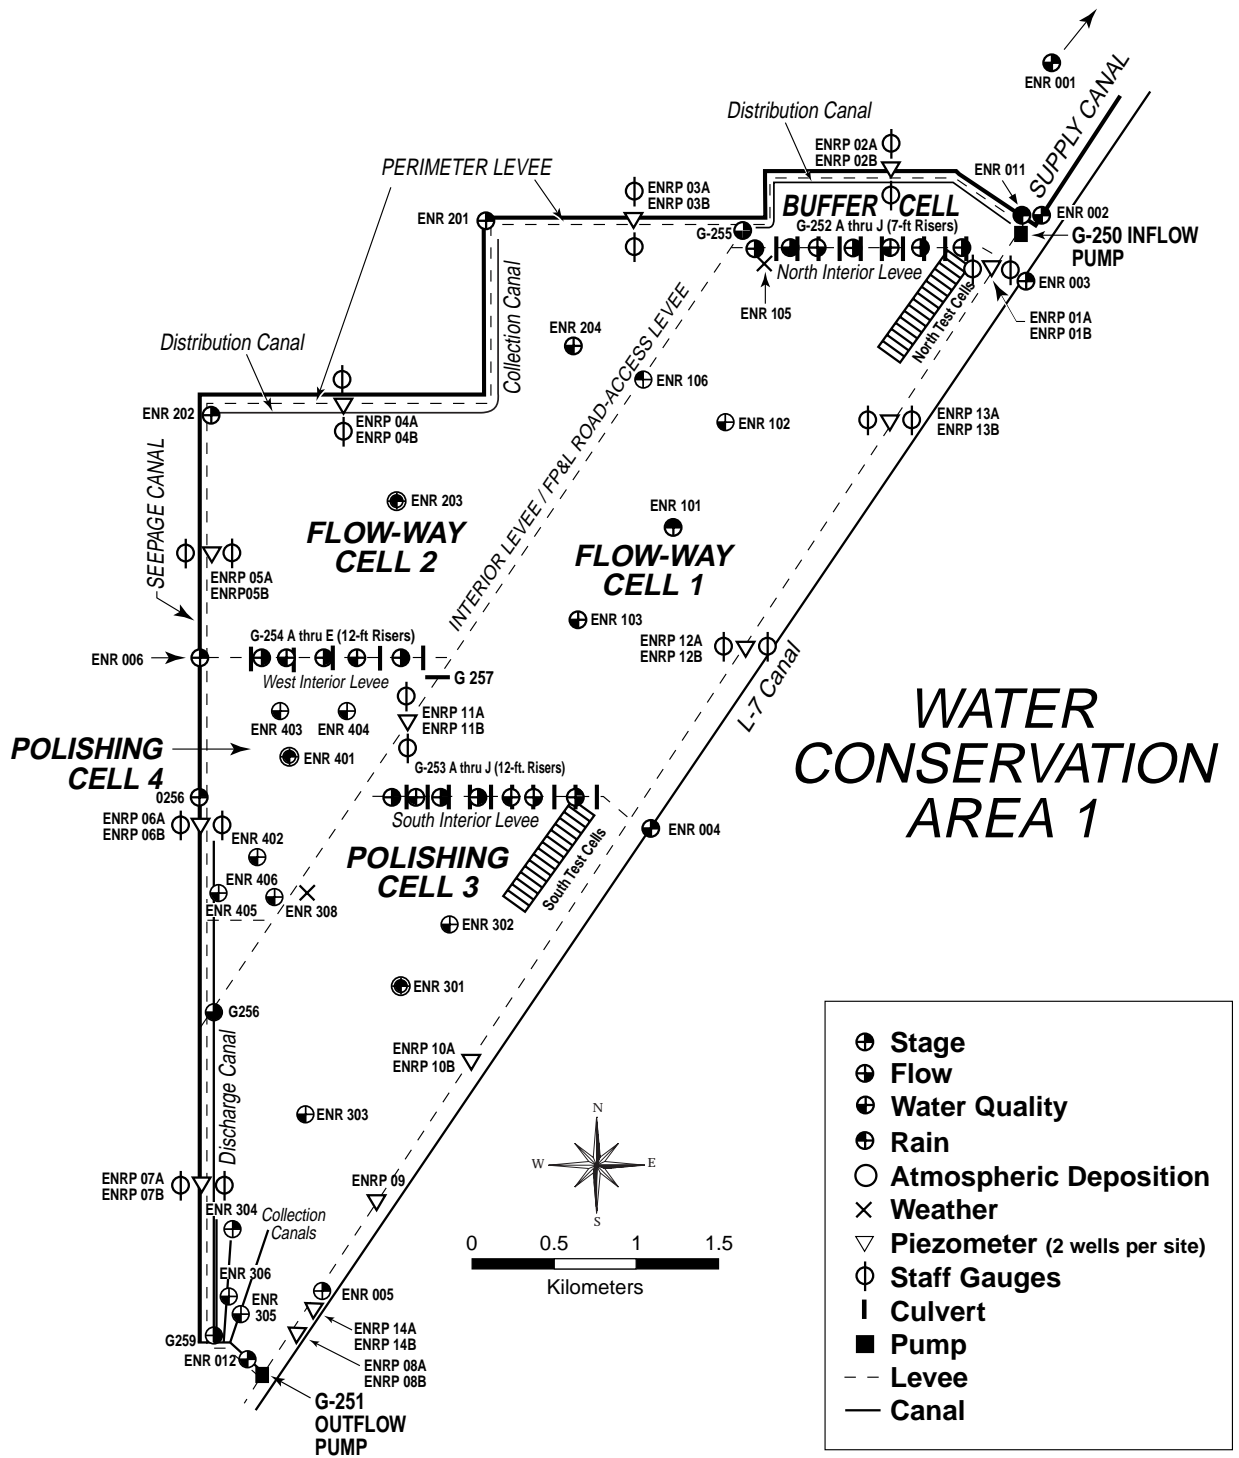 ENR 001
SUPPLY CANAL
Distribution Canal
ENRP 02A
ENRP 02B
ENR 011
PERIMETER LEVEE
ENRP 03A
ENRP 03B
ENR 201
BUFFER CELL
ENR 002
G-255
G-252 A thru J (7-ft Risers)
G-250 INFLOW
PUMP
North Interior Levee
ENR 003
ENR 105
North Test Cells
ENRP 01A
ENRP 01B
Collection Canal
ENR 204
Distribution Canal
INTERIOR LEVEE / FP&L ROAD-ACCESS LEVEE
ENR 106
ENR 202
ENRP 04A
ENRP 04B
ENR 102
ENRP 13A
ENRP 13B
SEEPAGE CANAL
ENR 203
ENR 101
FLOW-WAY
CELL 2
FLOW-WAY
CELL 1
ENRP 05A
ENRP05B
ENR 103
G-254 A thru E (12-ft Risers)
ENRP 12A
ENRP 12B
ENR 006
West Interior Levee
G 257
L-7 Canal
ENR 403
ENR 404
ENRP 11A
ENRP 11B
WATER
CONSERVATION
AREA 1
POLISHING
CELL 4
ENR 401
G-253 A thru J (12-ft. Risers)
0256
ENRP 06A
ENRP 06B
South Interior Levee
ENR 004
ENR 402
POLISHING
CELL 3
South Test Cells
ENR 406
ENR 405
ENR 308
ENR 302
ENR 301
G256
Discharge Canal
ENRP 10A
ENRP 10B
ENR 303
N
W
E
S
ENRP 07A
ENRP 07B
ENRP 09
ENR 304
Collection
Canals
0 0.5 1 1.5
Kilometers
ENR 306
ENR
305
ENR 005
G259
ENRP 14A
ENRP 14B
ENR 012
ENRP 08A
ENRP 08B
G-251
OUTFLOW
PUMP
Stage
Flow
Water Quality
Rain
Atmospheric Deposition
Weather
Piezometer (2 wells per site)
Staff Gauges
Culvert
Pump
Levee
Canal